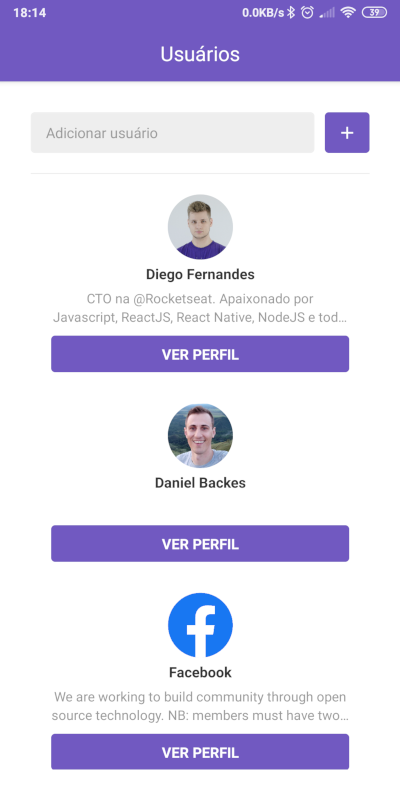 18:14 0.0KB/s 39
Usuários
Adicionar usuário
+
Diego Fernandes
CTO na @Rocketseat. Apaixonado por
Javascript, ReactJS, React Native, NodeJS e tod…
VER PERFIL
Daniel Backes
VER PERFIL
Facebook
We are working to build community through open
source technology. NB: members must have two…
VER PERFIL